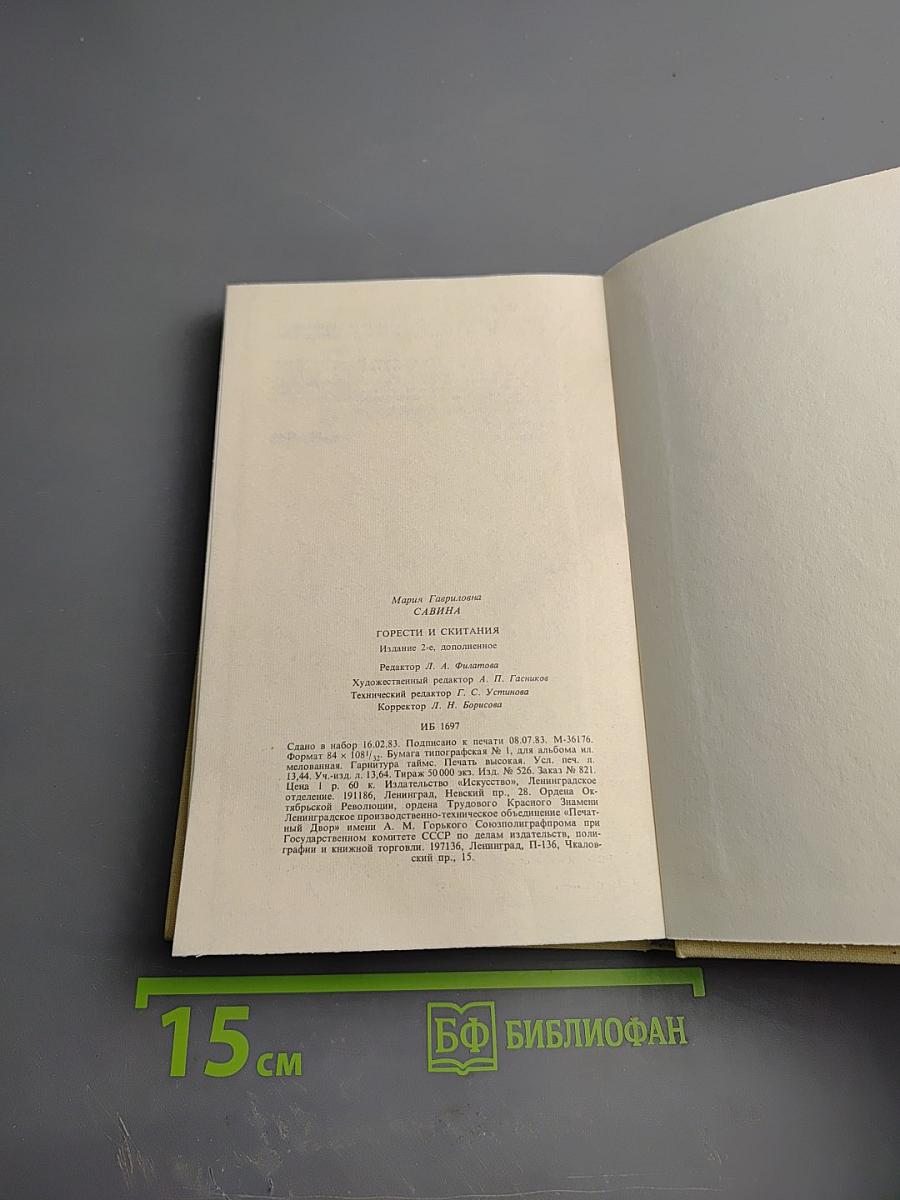 Мария Гавриловна
САВИНА
ГОРЕСТИ И СКИТАНИЯ
Издание 2-е, дополненное
Редактор Л. А. Филатова
Художественный редактор А. П. Гасников
Технический редактор Г. С. Устинова
Корректор Л. Н. Борисова
ИБ 1697
Сдано в набор 16.02.83. Подписано к печати 08.07.83. М-36176.
Формат 84 × 108 1/32. Бумага типографская № 1, для альбома ил.
мелованная. Гарнитура таймс. Печать высокая. Усл. печ. л.
13,44. Уч.-изд. л. 13,64. Тираж 50 000 экз. Изд. № 526. Заказ № 821.
Цена 1 р. 60 к. Издательство «Искусство», Ленинградское
отделение. 191186, Ленинград, Невский пр., 28. Ордена Ок-
тябрьской Революции, ордена Трудового Красного Знамени
Ленинградское производственно-техническое объединение «Печат-
ный Двор» имени А. М. Горького Союзполиграфпрома при
Государственном комитете СССР по делам издательств, поли-
графии и книжной торговли. 197136, Ленинград, П-136, Чкалов-
ский пр., 15.
15 см БФ БИБЛИОФАН